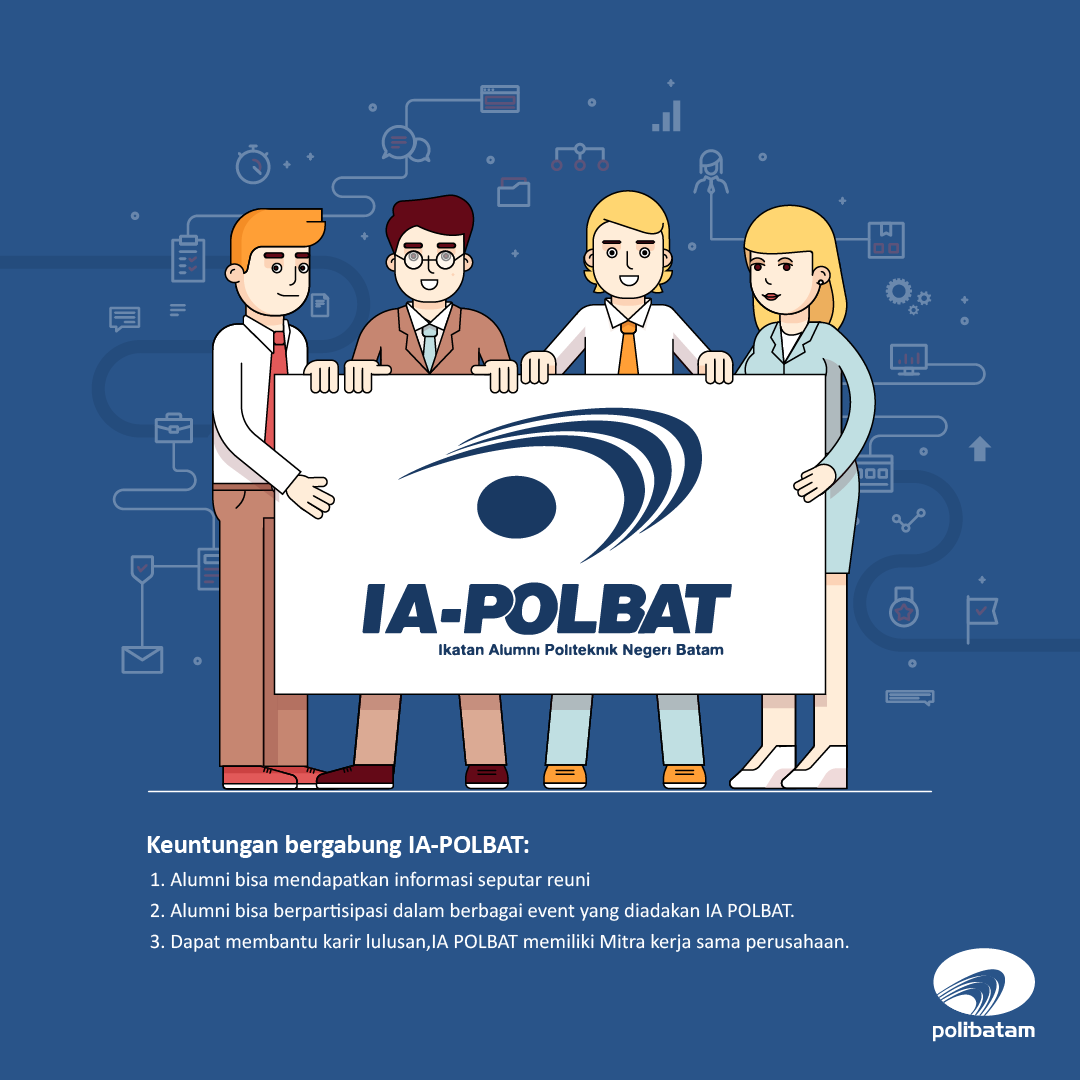 IA-POLBAT
Ikatan Alumni Politeknik Negeri Batam
Keuntungan bergabung IA-POLBAT:
1. Alumni bisa mendapatkan informasi seputar reuni
2. Alumni bisa berpartisipasi dalam berbagai event yang diadakan IA POLBAT.
3. Dapat membantu karir lulusan,IA POLBAT memiliki Mitra kerja sama perusahaan.
polibatam